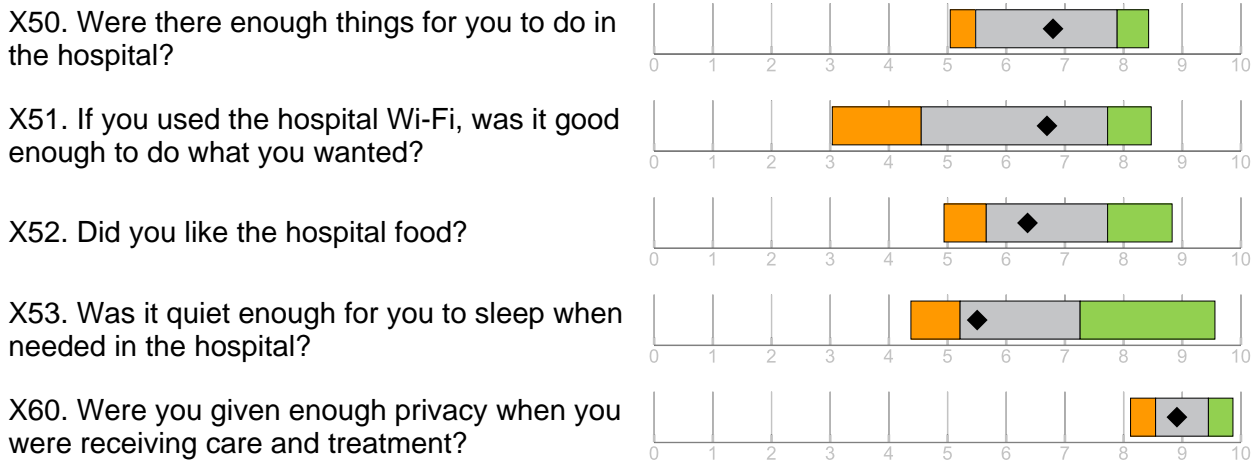 X50. Were there enough things for you to do in
the hospital?
0 1 2 3 4 5 6 7 8 9 10
X51. If you used the hospital Wi-Fi, was it good
enough to do what you wanted?
0 1 2 3 4 5 6 7 8 9 10
X52. Did you like the hospital food?
0 1 2 3 4 5 6 7 8 9 10
X53. Was it quiet enough for you to sleep when
needed in the hospital?
0 1 2 3 4 5 6 7 8 9 10
X60. Were you given enough privacy when you
were receiving care and treatment?
0 1 2 3 4 5 6 7 8 9 10